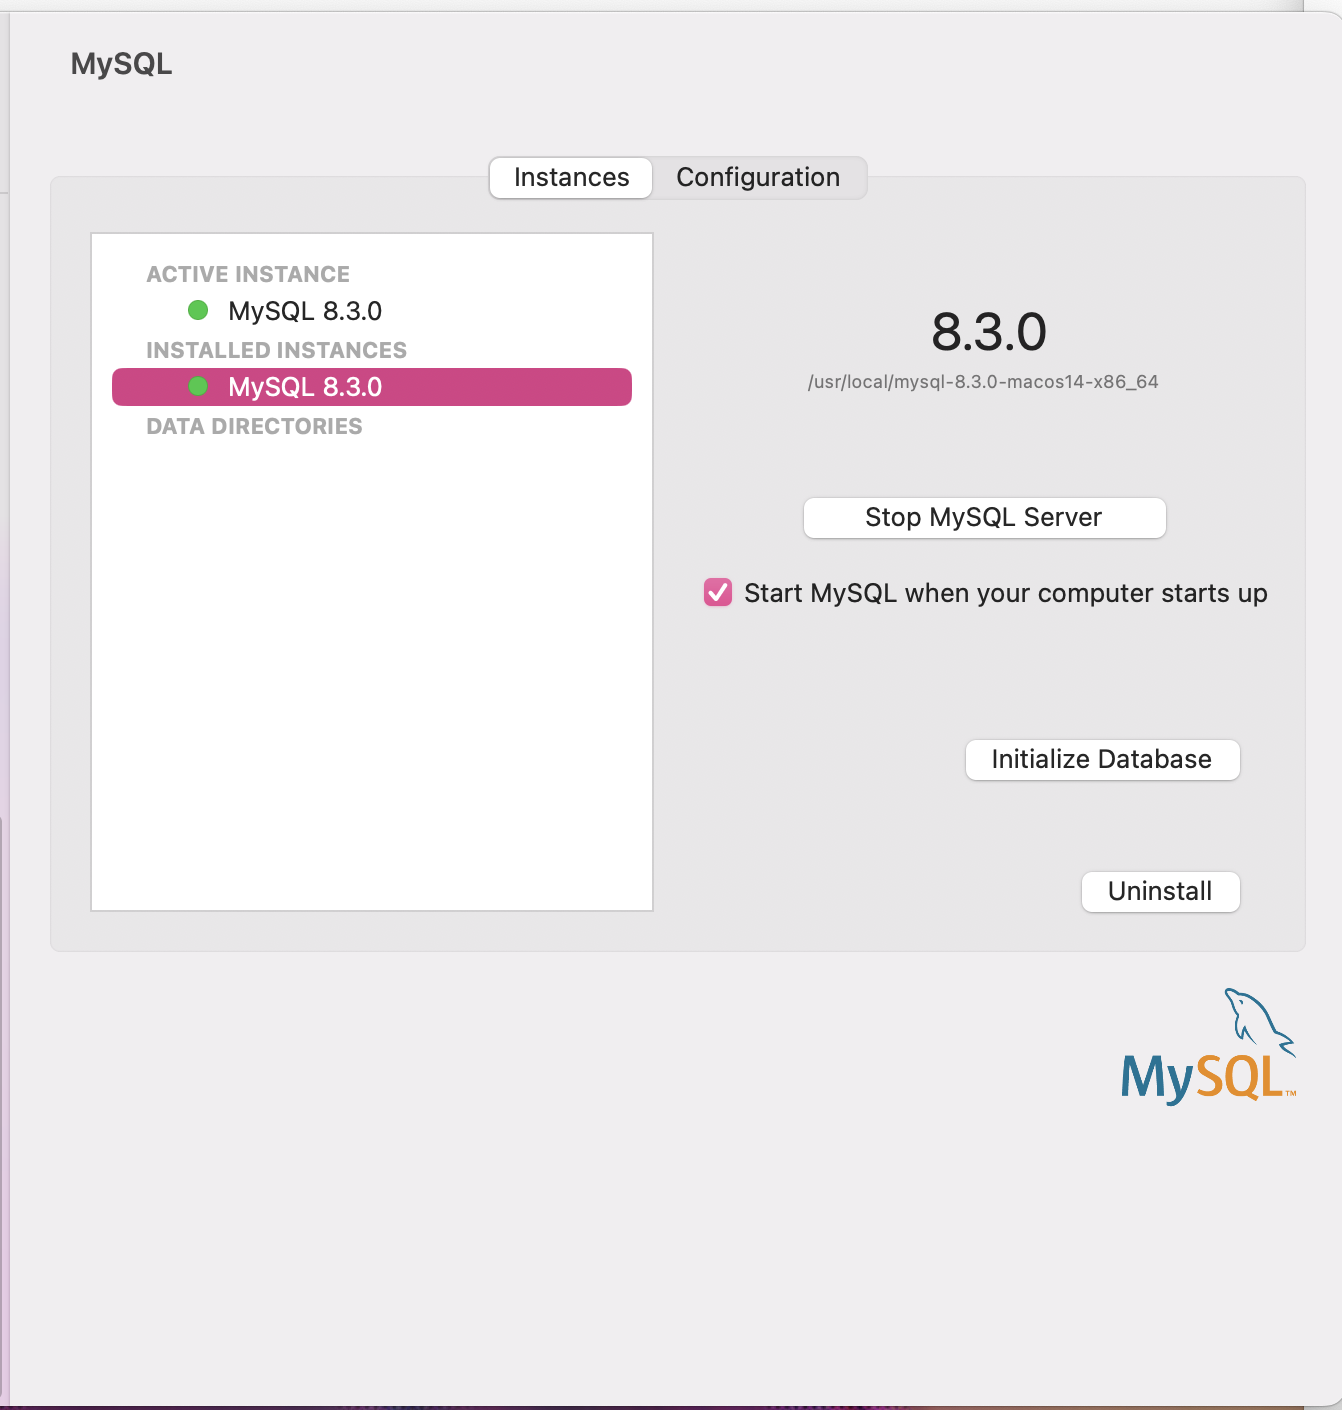 MySQL
Instances
Configuration
ACTIVE INSTANCE
MySQL 8.3.0
INSTALLED INSTANCES
MySQL 8.3.0
DATA DIRECTORIES
8.3.0
/usr/local/mysql-8.3.0-macos14-x86_64
Stop MySQL Server
Start MySQL when your computer starts up
Initialize Database
Uninstall
MySQL™